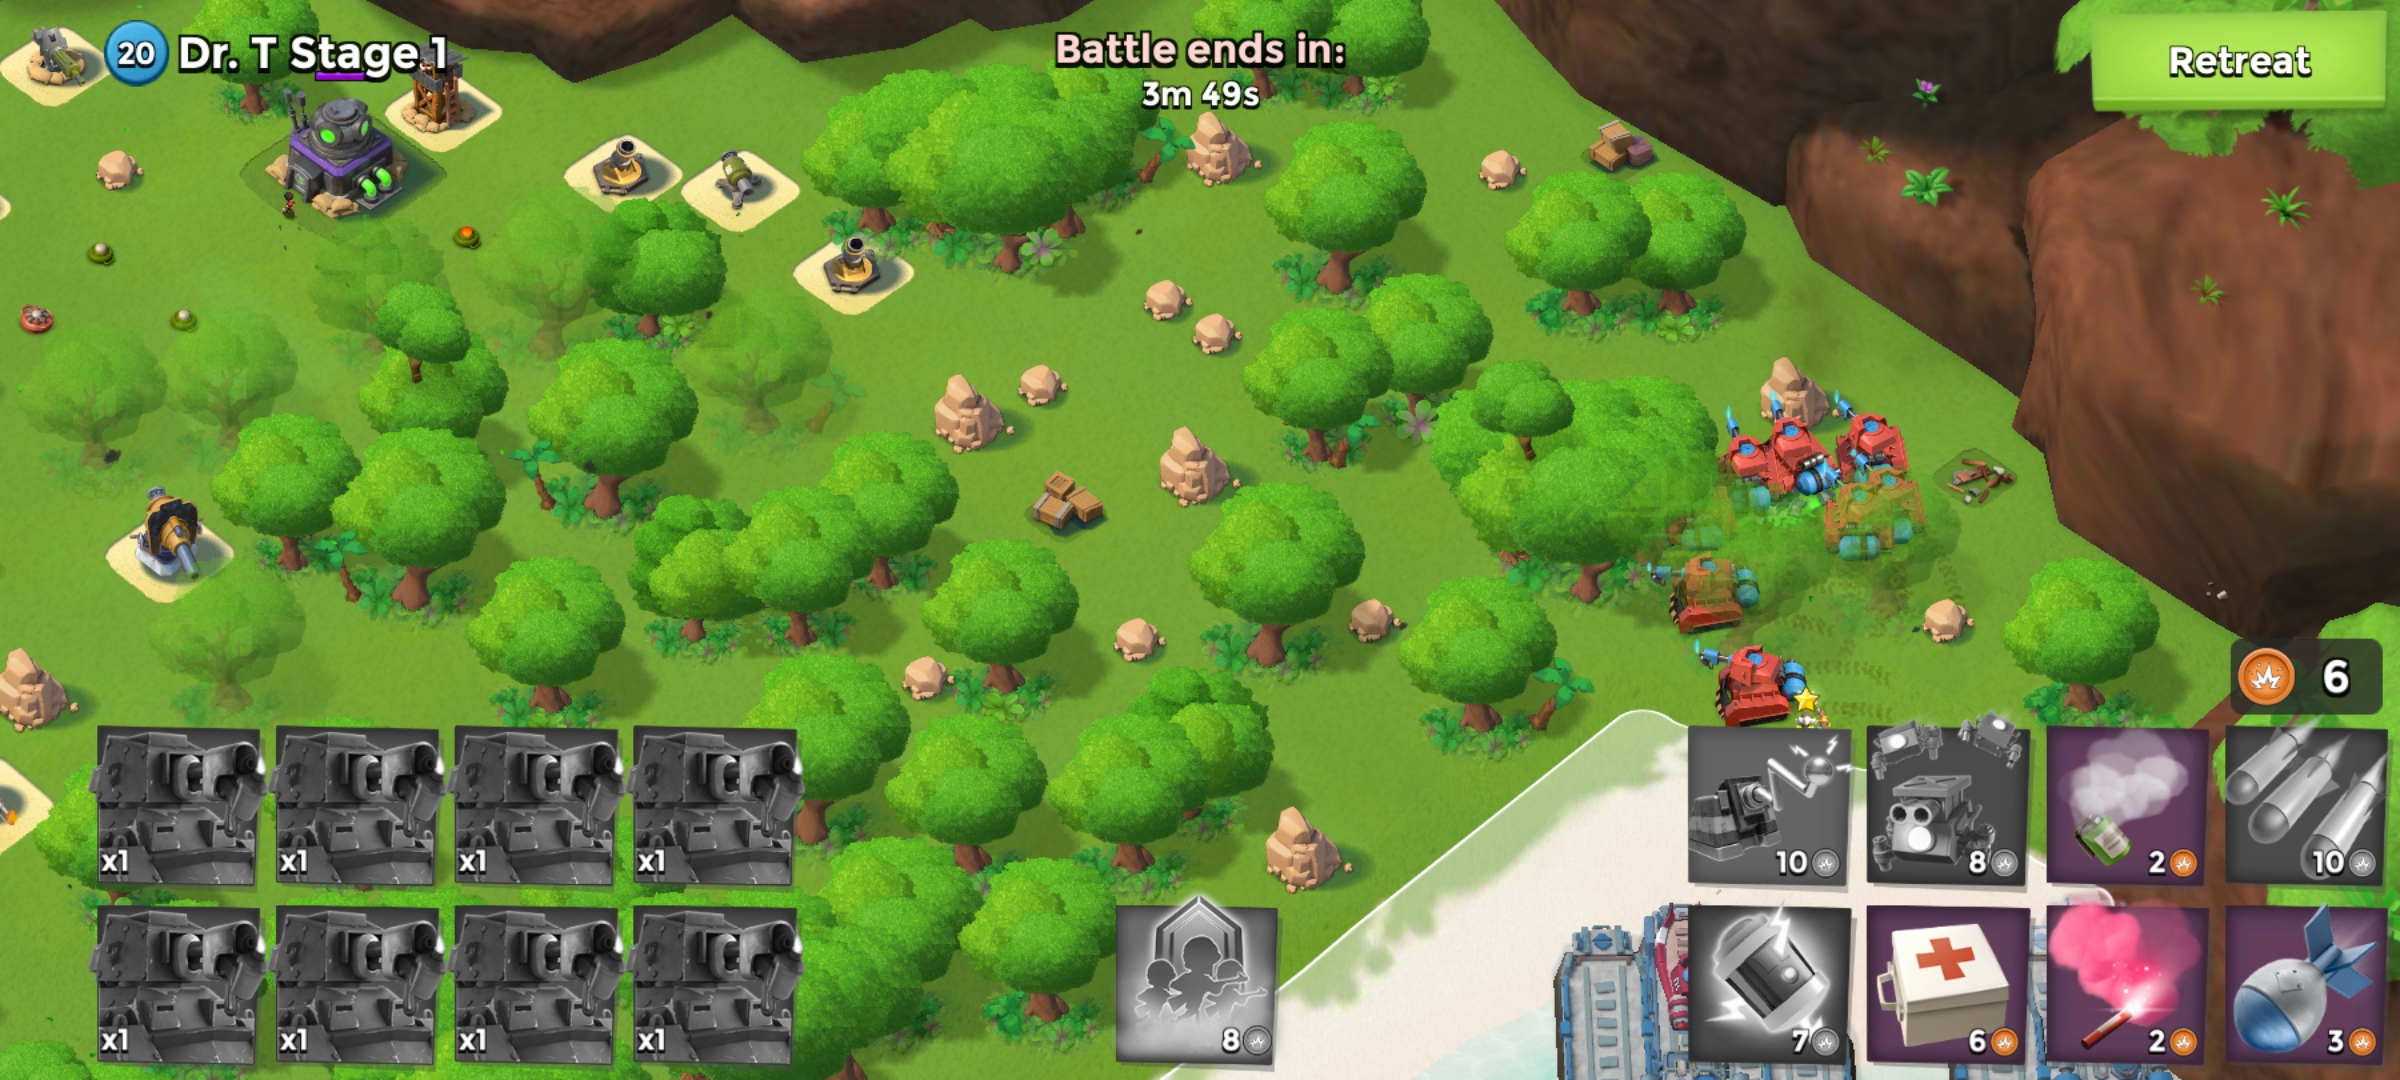 20 Dr. T Stage 1
Battle ends in:
3m 49s
Retreat
6
x1 x1 x1 x1
10 8 2 10
x1 x1 x1 x1
8
7 6 2 3